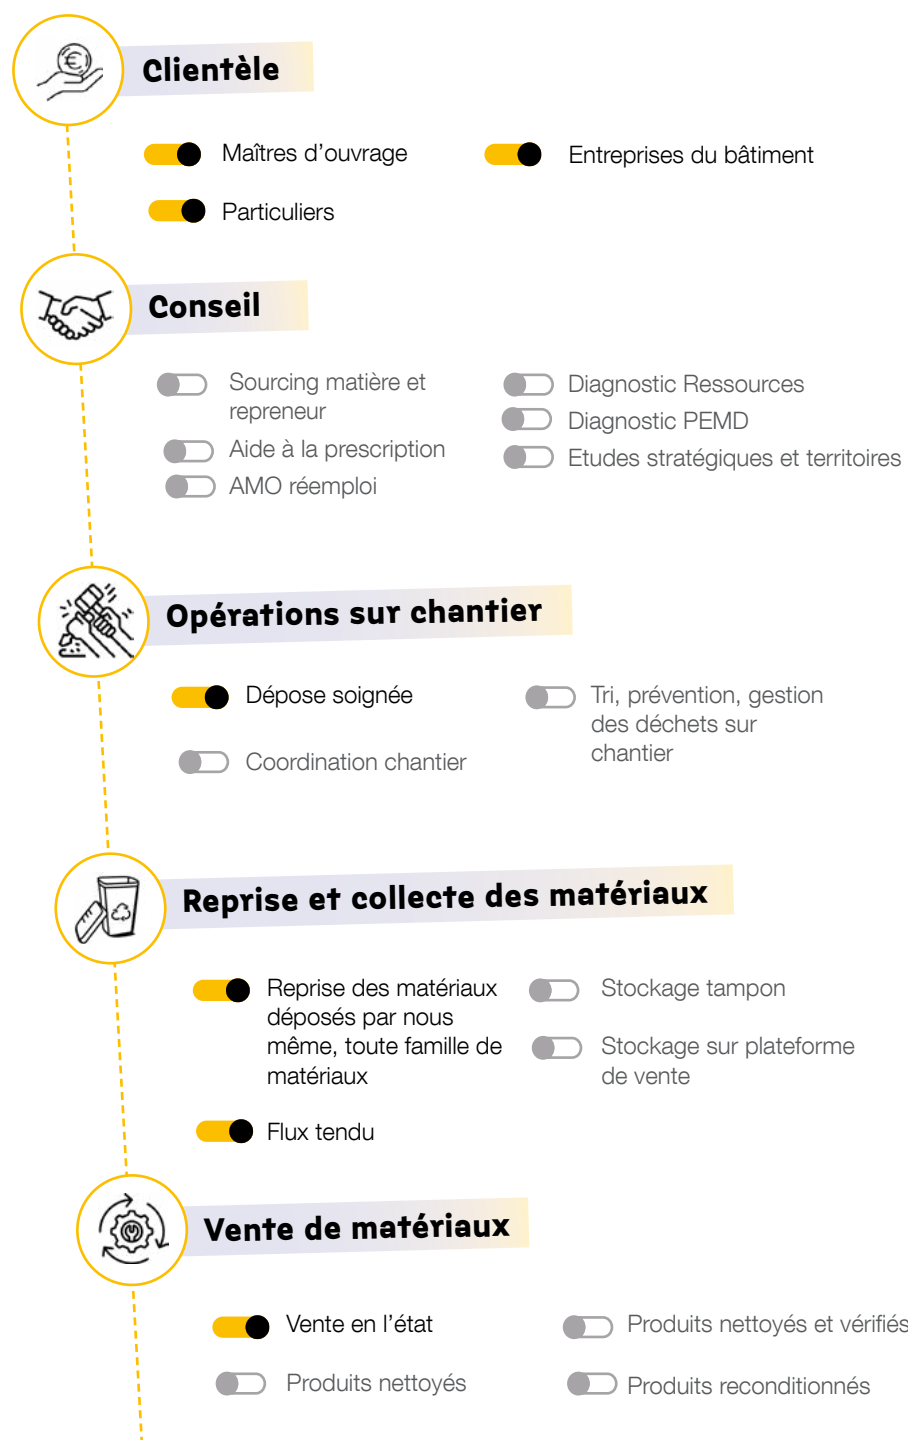 Clientèle
Maîtres d'ouvrage
Entreprises du bâtiment
Particuliers
Conseil
Sourcing matière et
repreneur
Aide à la prescription
AMO réemploi
Diagnostic Ressources
Diagnostic PEMD
Etudes stratégiques et territoires
Opérations sur chantier
Dépose soignée
Coordination chantier
Tri, prévention, gestion
des déchets sur
chantier
Reprise et collecte des matériaux
Reprise des matériaux
déposés par nous
même, toute famille de
matériaux
Flux tendu
Stockage tampon
Stockage sur plateforme
de vente
Vente de matériaux
Vente en l'état
Produits nettoyés et vérifiés
Produits nettoyés
Produits reconditionnés